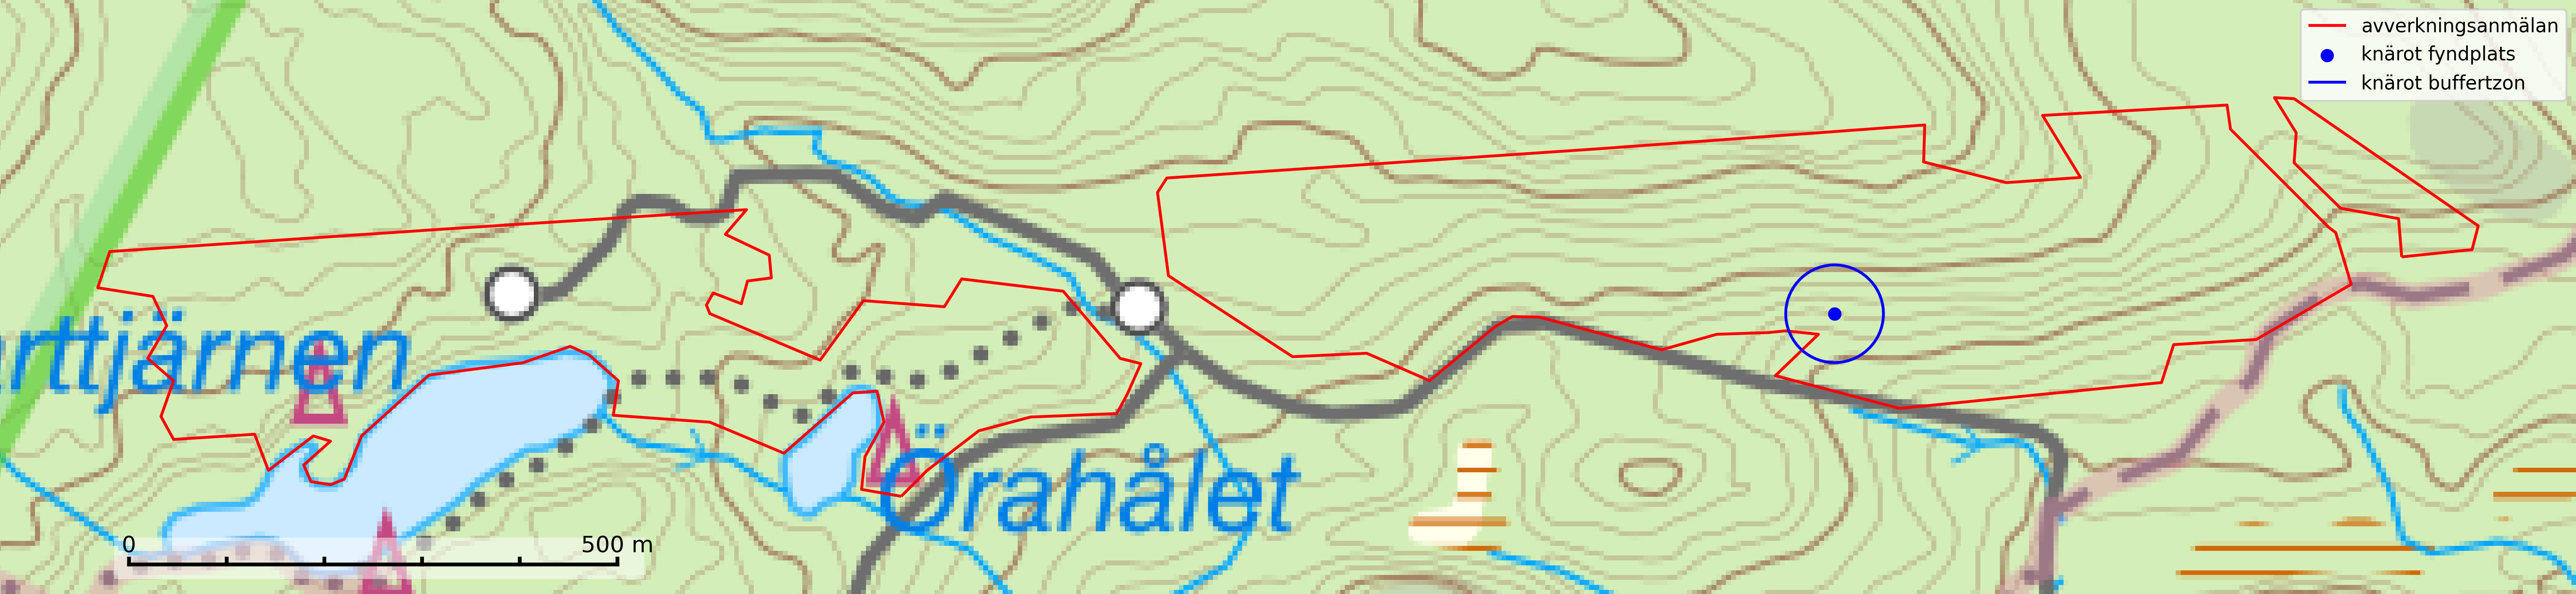 avverkningsanmälan
knärot fyndplats
knärot buffertzon
rttjärnen
Örahålet
0 500 m